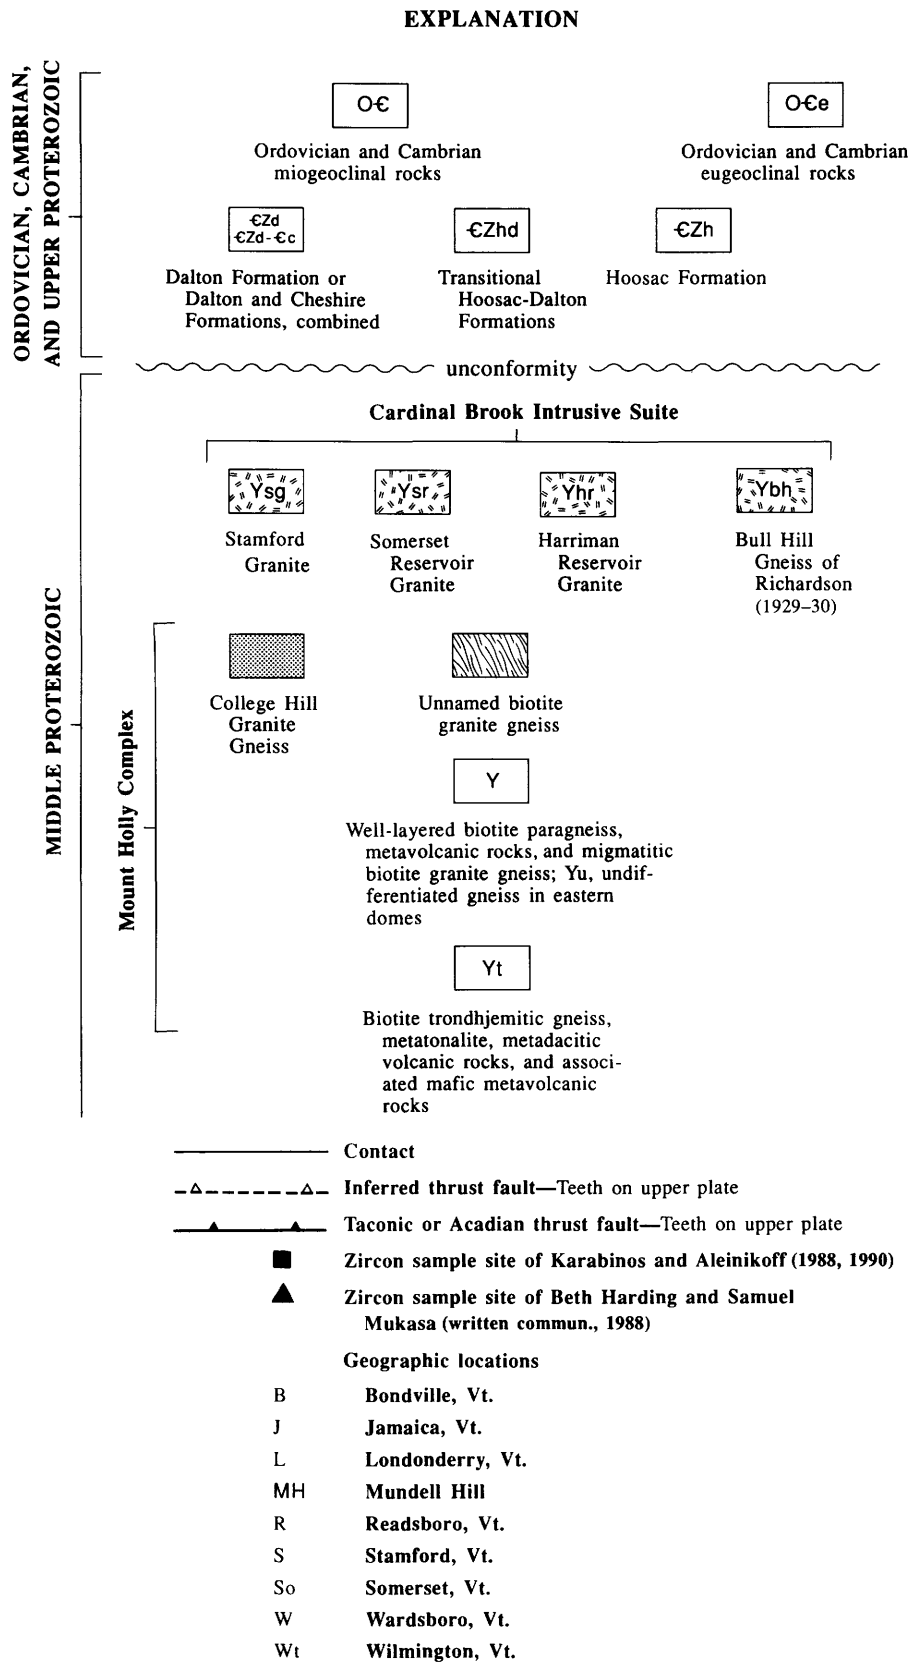 EXPLANATION
ORDOVICIAN, CAMBRIAN,
AND UPPER PROTEROZOIC
O-Є
Ordovician and Cambrian
miogeoclinal rocks
O-Єe
Ordovician and Cambrian
eugeoclinal rocks
ЄZd
ЄZd-Єc
Dalton Formation or
Dalton and Cheshire
Formations, combined
ЄZhd
Transitional
Hoosac-Dalton
Formations
ЄZh
Hoosac Formation
unconformity
MIDDLE PROTEROZOIC
Cardinal Brook Intrusive Suite
Ysg
Stamford
Granite
Ysr
Somerset
Reservoir
Granite
Yhr
Harriman
Reservoir
Granite
Ybh
Bull Hill
Gneiss of
Richardson
(1929–30)
Mount Holly Complex
College Hill
Granite
Gneiss
Unnamed biotite
granite gneiss
Y
Well-layered biotite paragneiss,
metavolcanic rocks, and migmatitic
biotite granite gneiss; Yu, undif-
ferentiated gneiss in eastern
domes
Yt
Biotite trondhjemitic gneiss,
metatonalite, metadacitic
volcanic rocks, and associ-
ated mafic metavolcanic
rocks
Contact
Inferred thrust fault—Teeth on upper plate
Taconic or Acadian thrust fault—Teeth on upper plate
Zircon sample site of Karabinos and Aleinikoff (1988, 1990)
Zircon sample site of Beth Harding and Samuel
Mukasa (written commun., 1988)
Geographic locations
B Bondville, Vt.
J Jamaica, Vt.
L Londonderry, Vt.
MH Mundell Hill
R Readsboro, Vt.
S Stamford, Vt.
So Somerset, Vt.
W Wardsboro, Vt.
Wt Wilmington, Vt.